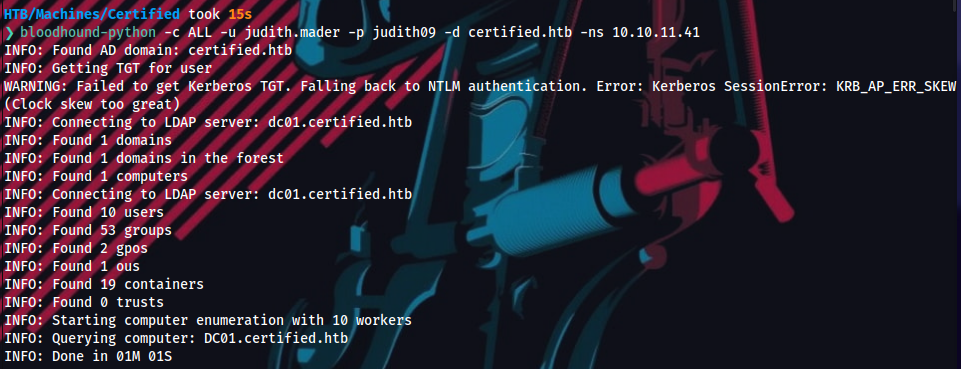 HTB/Machines/Certified took 15s
❯ bloodhound-python -c ALL -u judith.mader -p judith09 -d certified.htb -ns 10.10.11.41
INFO: Found AD domain: certified.htb
INFO: Getting TGT for user
WARNING: Failed to get Kerberos TGT. Falling back to NTLM authentication. Error: Kerberos SessionError: KRB_AP_ERR_SKEW
(Clock skew too great)
INFO: Connecting to LDAP server: dc01.certified.htb
INFO: Found 1 domains
INFO: Found 1 domains in the forest
INFO: Found 1 computers
INFO: Connecting to LDAP server: dc01.certified.htb
INFO: Found 10 users
INFO: Found 53 groups
INFO: Found 2 gpos
INFO: Found 1 ous
INFO: Found 19 containers
INFO: Found 0 trusts
INFO: Starting computer enumeration with 10 workers
INFO: Querying computer: DC01.certified.htb
INFO: Done in 01M 01S